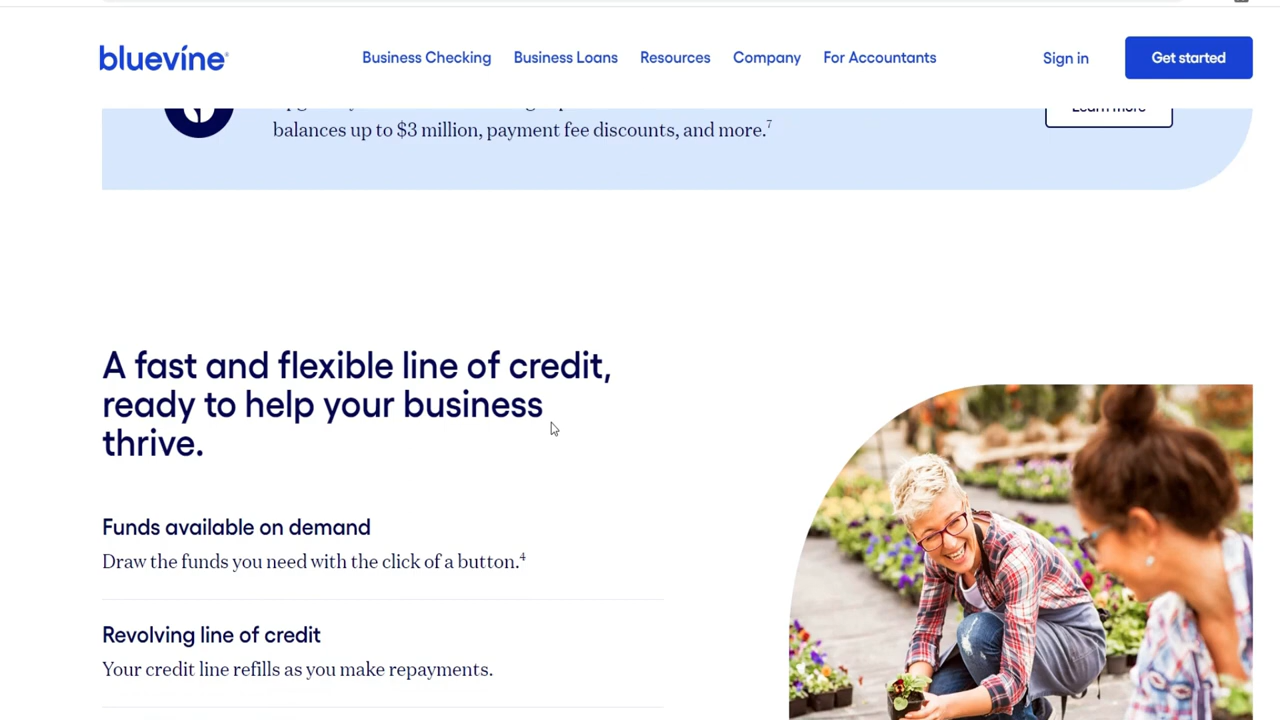 bluevine®
Business Checking Business Loans Resources Company For Accountants Sign in Get started
Learn more
balances up to $3 million, payment fee discounts, and more.7
A fast and flexible line of credit,
ready to help your business
thrive.
Funds available on demand
Draw the funds you need with the click of a button.4
Revolving line of credit
Your credit line refills as you make repayments.